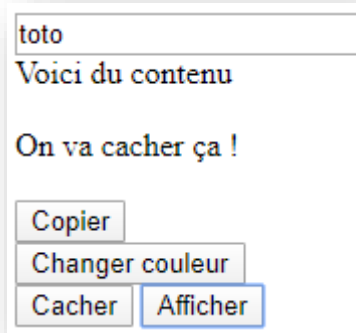 toto
Voici du contenu
On va cacher ça !
Copier
Changer couleur
Cacher Afficher